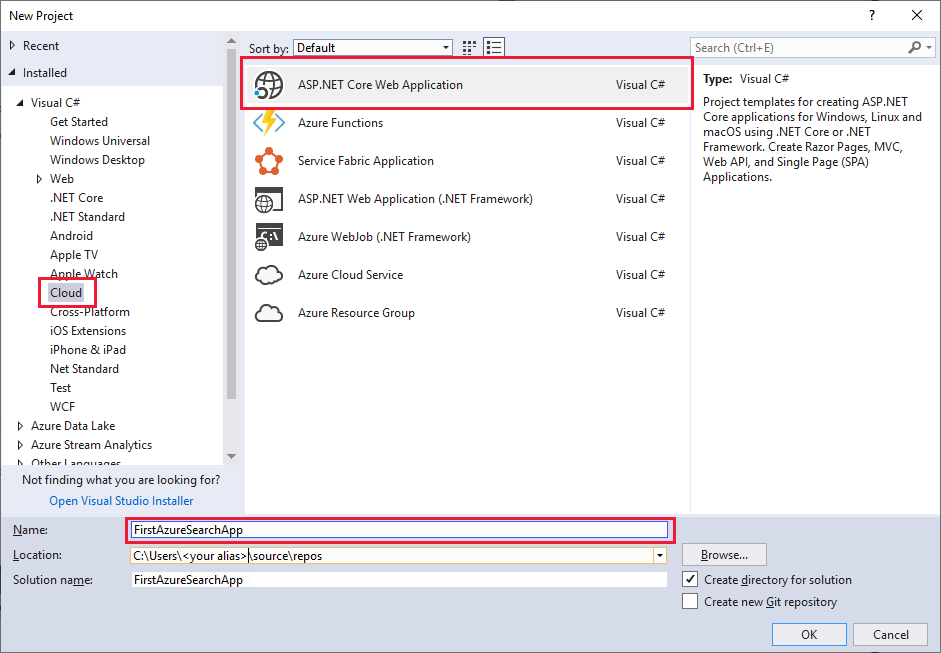 New Project
?
Recent
Installed
Visual C#
Get Started
Windows Universal
Windows Desktop
Web
.NET Core
.NET Standard
Android
Apple TV
Apple Watch
Cloud
Cross-Platform
iOS Extensions
iPhone & iPad
Net Standard
Test
WCF
Azure Data Lake
Azure Stream Analytics
Other Languages
Not finding what you are looking for?
Open Visual Studio Installer
Sort by: Default
ASP.NET Core Web Application Visual C#
Azure Functions Visual C#
Service Fabric Application Visual C#
ASP.NET Web Application (.NET Framework) Visual C#
Azure WebJob (.NET Framework) Visual C#
Azure Cloud Service Visual C#
Azure Resource Group Visual C#
Search (Ctrl+E)
Type: Visual C#
Project templates for creating ASP.NET
Core applications for Windows, Linux and
macOS using .NET Core or .NET
Framework. Create Razor Pages, MVC,
Web API, and Single Page (SPA)
Applications.
Name: FirstAzureSearchApp
Location: C:\Users\<your alias>\source\repos
Browse...
Solution name: FirstAzureSearchApp
Create directory for solution
Create new Git repository
OK Cancel